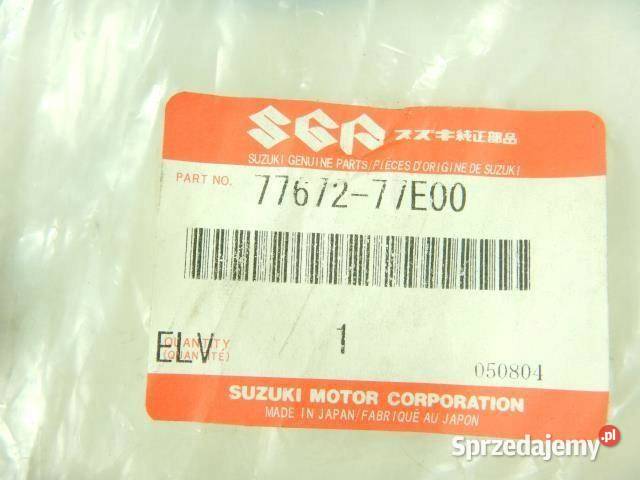 SGP スズキ純正部品
SUZUKI GENUINE PARTS/PIÈCES D'ORIGINE DE SUZUKI
PART NO. 77672-77E00
QUANTITY
(QUANTITÉ)
ELV 1
050804
SUZUKI MOTOR CORPORATION
MADE IN JAPAN/FABRIQUÉ AU JAPON
Sprzedajemy.pl